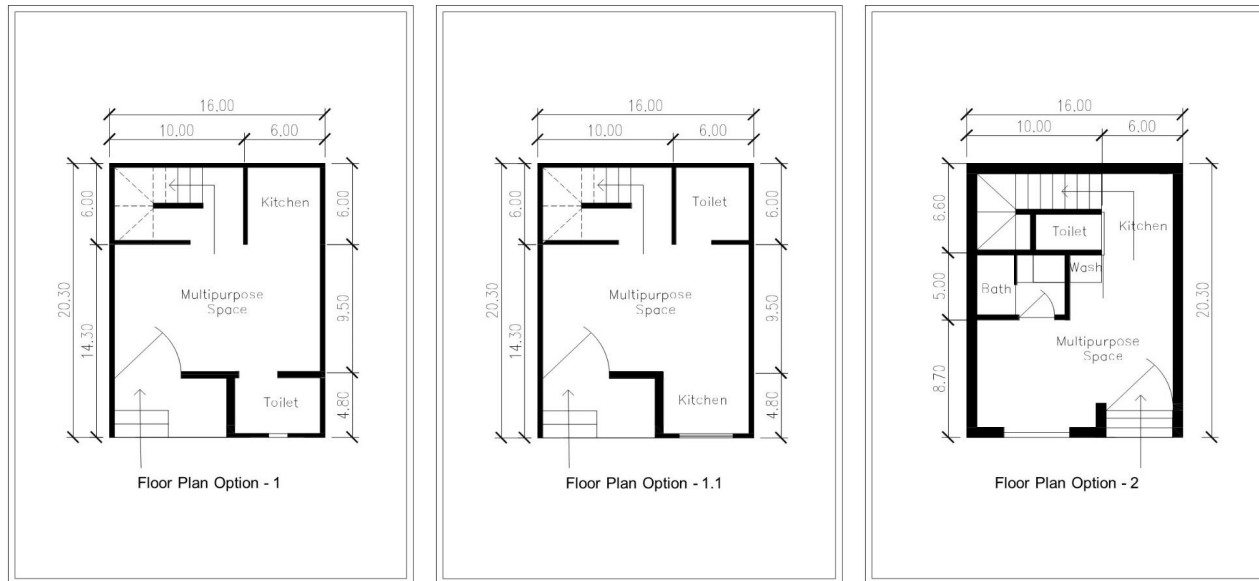 16.00
10.00 6.00
6.00
20.30
14.30
Kitchen
6.00
Multipurpose
Space
9.50
Toilet
4.80
Floor Plan Option - 1
16.00
10.00 6.00
6.00
20.30
14.30
Toilet
6.00
Multipurpose
Space
9.50
Kitchen
4.80
Floor Plan Option - 1.1
16.00
10.00 6.00
6.60
5.00
8.70
Toilet
Kitchen
Wash
Bath
20.30
Multipurpose
Space
Floor Plan Option - 2